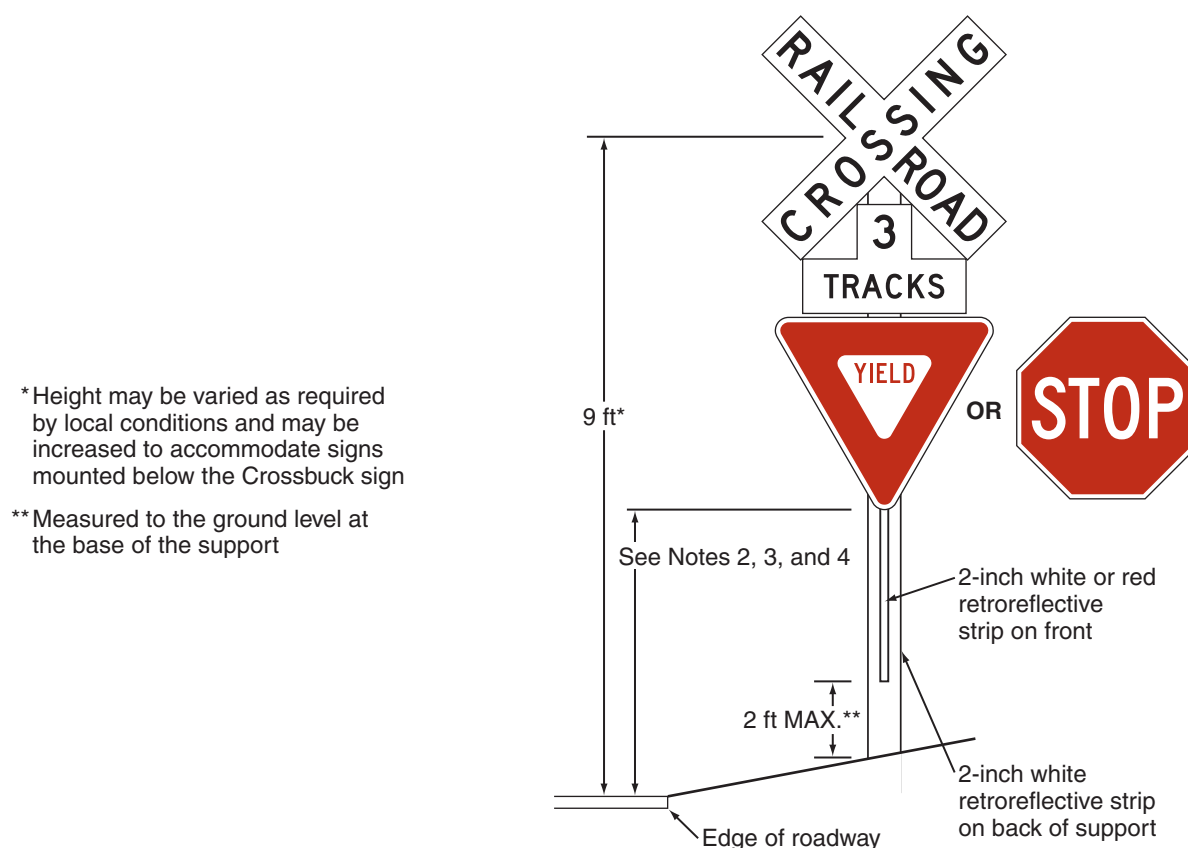 RAILROAD
CROSSING
3
TRACKS
YIELD
OR
STOP
9 ft*
*Height may be varied as required
by local conditions and may be
increased to accommodate signs
mounted below the Crossbuck sign
**Measured to the ground level at
the base of the support
See Notes 2, 3, and 4
2-inch white or red
retroreflective
strip on front
2 ft MAX.**
2-inch white
retroreflective strip
on back of support
Edge of roadway